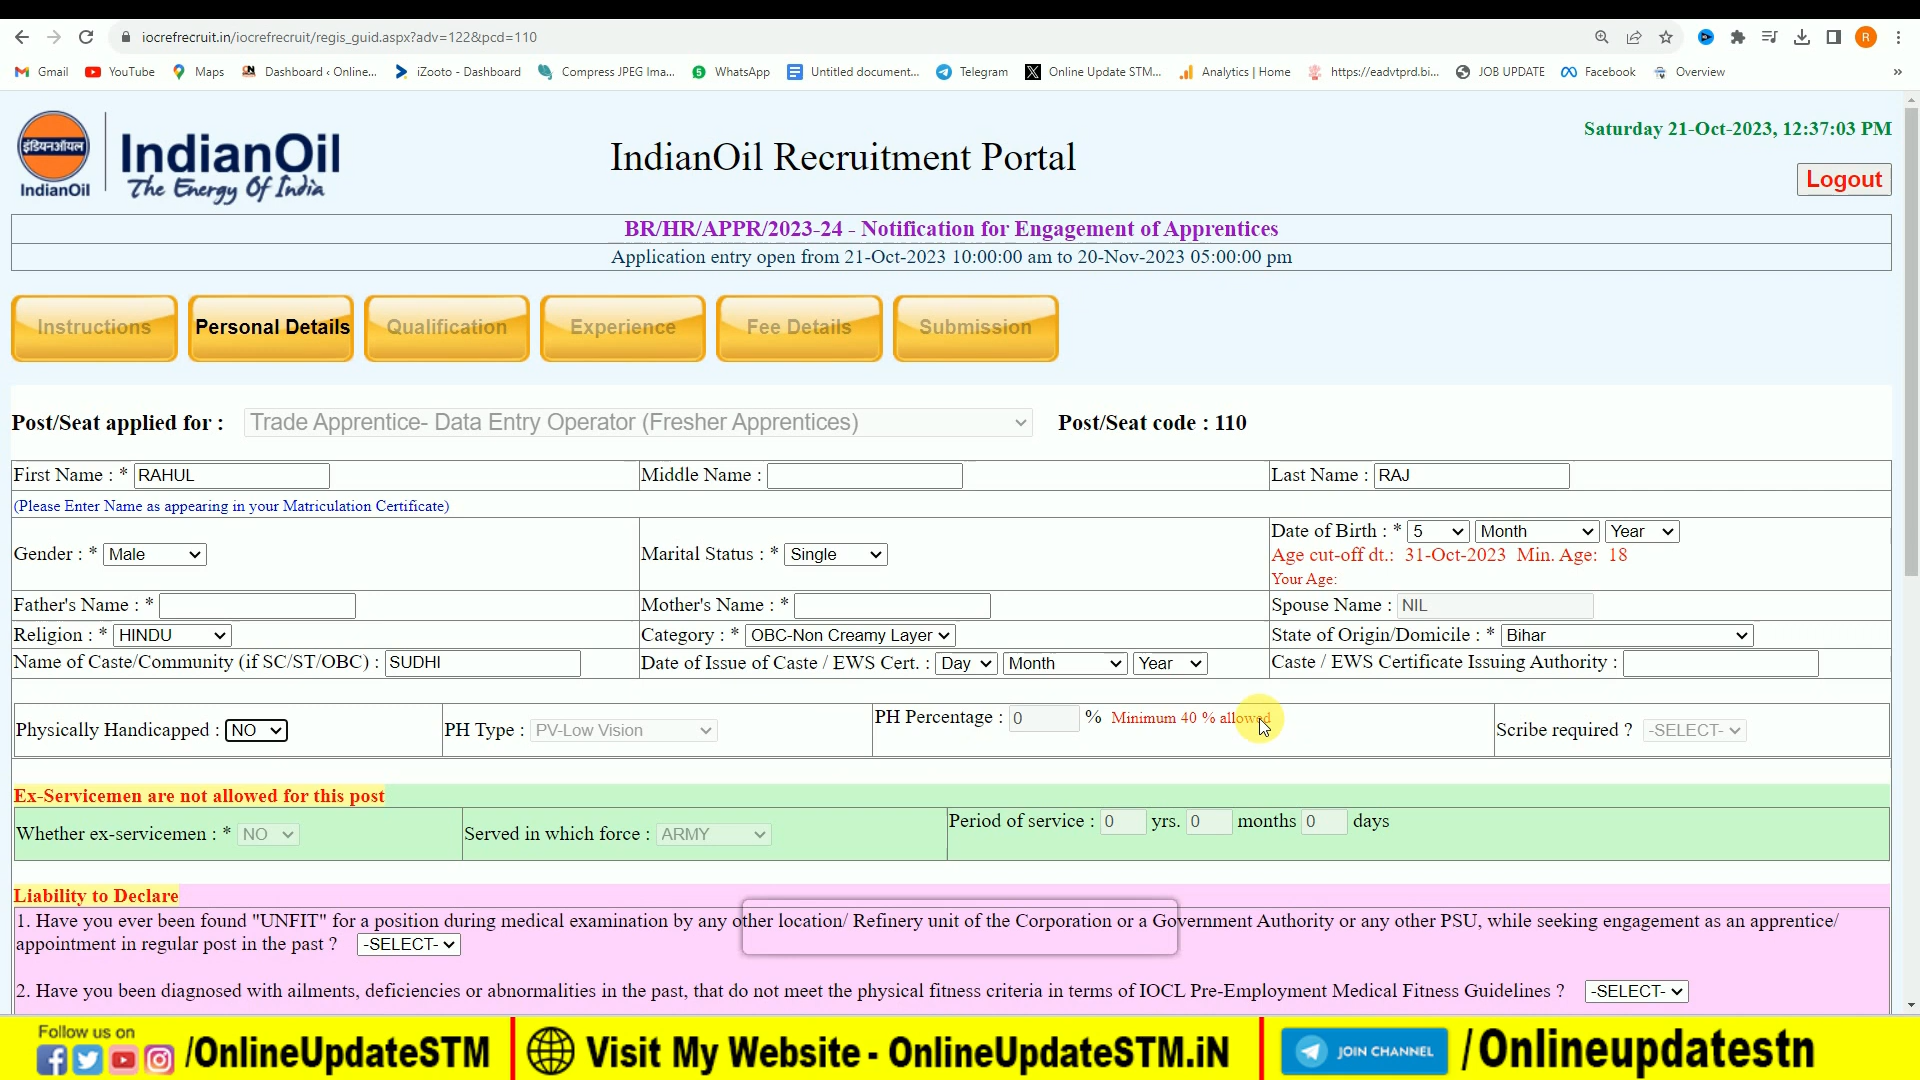 iocrefrecruit.in/iocrefrecruit/regis_guid.aspx?adv=122&pcd=110
R
Gmail YouTube Maps Dashboard ‹ Online... iZooto - Dashboard Compress JPEG Ima... WhatsApp Untitled document... Telegram Online Update STM... Analytics | Home https://eadvtprd.bi... JOB UPDATE Facebook Overview »
इंडियनऑयल
IndianOil
IndianOil
The Energy Of India
IndianOil Recruitment Portal
Saturday 21-Oct-2023, 12:37:03 PM
Logout
BR/HR/APPR/2023-24 - Notification for Engagement of Apprentices
Application entry open from 21-Oct-2023 10:00:00 am to 20-Nov-2023 05:00:00 pm
Instructions Personal Details Qualification Experience Fee Details Submission
Post/Seat applied for : Trade Apprentice- Data Entry Operator (Fresher Apprentices) Post/Seat code : 110
First Name : * RAHUL Middle Name : Last Name : RAJ
(Please Enter Name as appearing in your Matriculation Certificate)
Gender : * Male Marital Status : * Single Date of Birth : * 5 Month Year
Age cut-off dt.: 31-Oct-2023 Min. Age: 18
Your Age:
Father's Name : * Mother's Name : * Spouse Name : NIL
Religion : * HINDU Category : * OBC-Non Creamy Layer State of Origin/Domicile : * Bihar
Name of Caste/Community (if SC/ST/OBC) : SUDHI Date of Issue of Caste / EWS Cert. : Day Month Year Caste / EWS Certificate Issuing Authority :
Physically Handicapped : NO PH Type : PV-Low Vision PH Percentage : 0 % Minimum 40 % allowed Scribe required ? -SELECT-
Ex-Servicemen are not allowed for this post
Whether ex-servicemen : * NO Served in which force : ARMY Period of service : 0 yrs. 0 months 0 days
Liability to Declare
1. Have you ever been found "UNFIT" for a position during medical examination by any other location/ Refinery unit of the Corporation or a Government Authority or any other PSU, while seeking engagement as an apprentice/
appointment in regular post in the past ? -SELECT-
2. Have you been diagnosed with ailments, deficiencies or abnormalities in the past, that do not meet the physical fitness criteria in terms of IOCL Pre-Employment Medical Fitness Guidelines ? -SELECT-
Follow us on
/OnlineUpdateSTM
Visit My Website - OnlineUpdateSTM.iN
JOIN CHANNEL /Onlineupdatestn